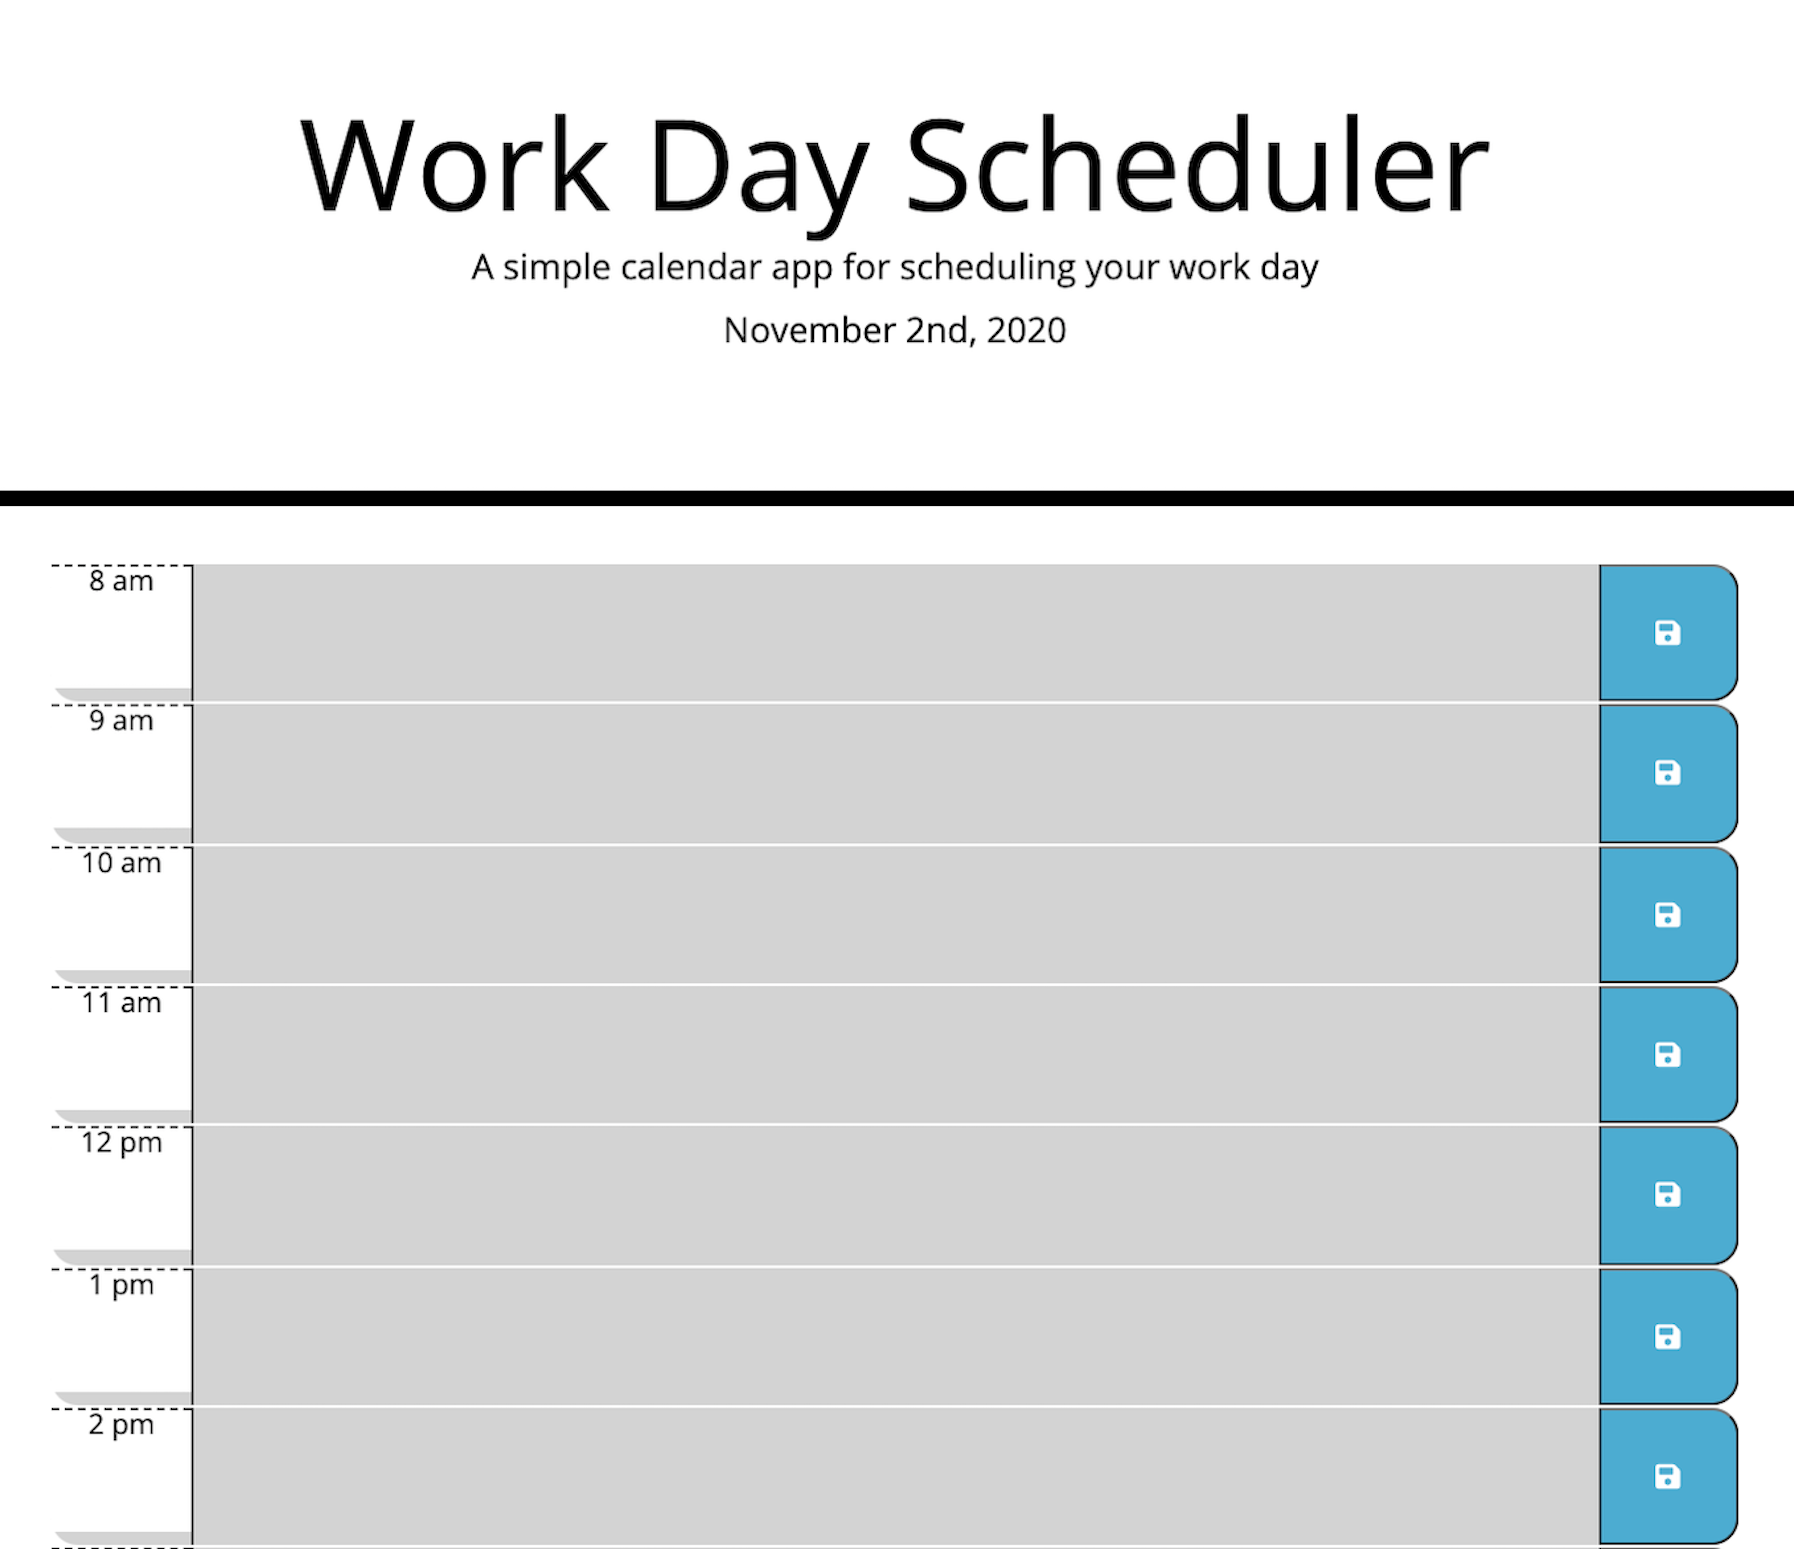 Work Day Scheduler
A simple calendar app for scheduling your work day
November 2nd, 2020
8 am
9 am
10 am
11 am
12 pm
1 pm
2 pm